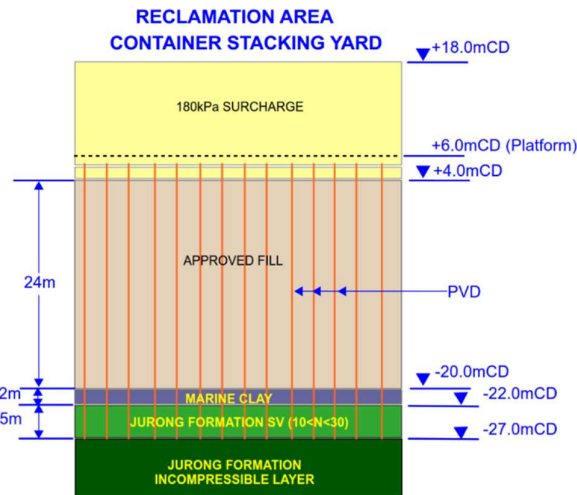 RECLAMATION AREA
CONTAINER STACKING YARD
+18.0mCD
180kPa SURCHARGE
+6.0mCD (Platform)
+4.0mCD
APPROVED FILL
24m
PVD
-20.0mCD
2m
MARINE CLAY
-22.0mCD
5m
JURONG FORMATION SV (10<N<30)
-27.0mCD
JURONG FORMATION
INCOMPRESSIBLE LAYER